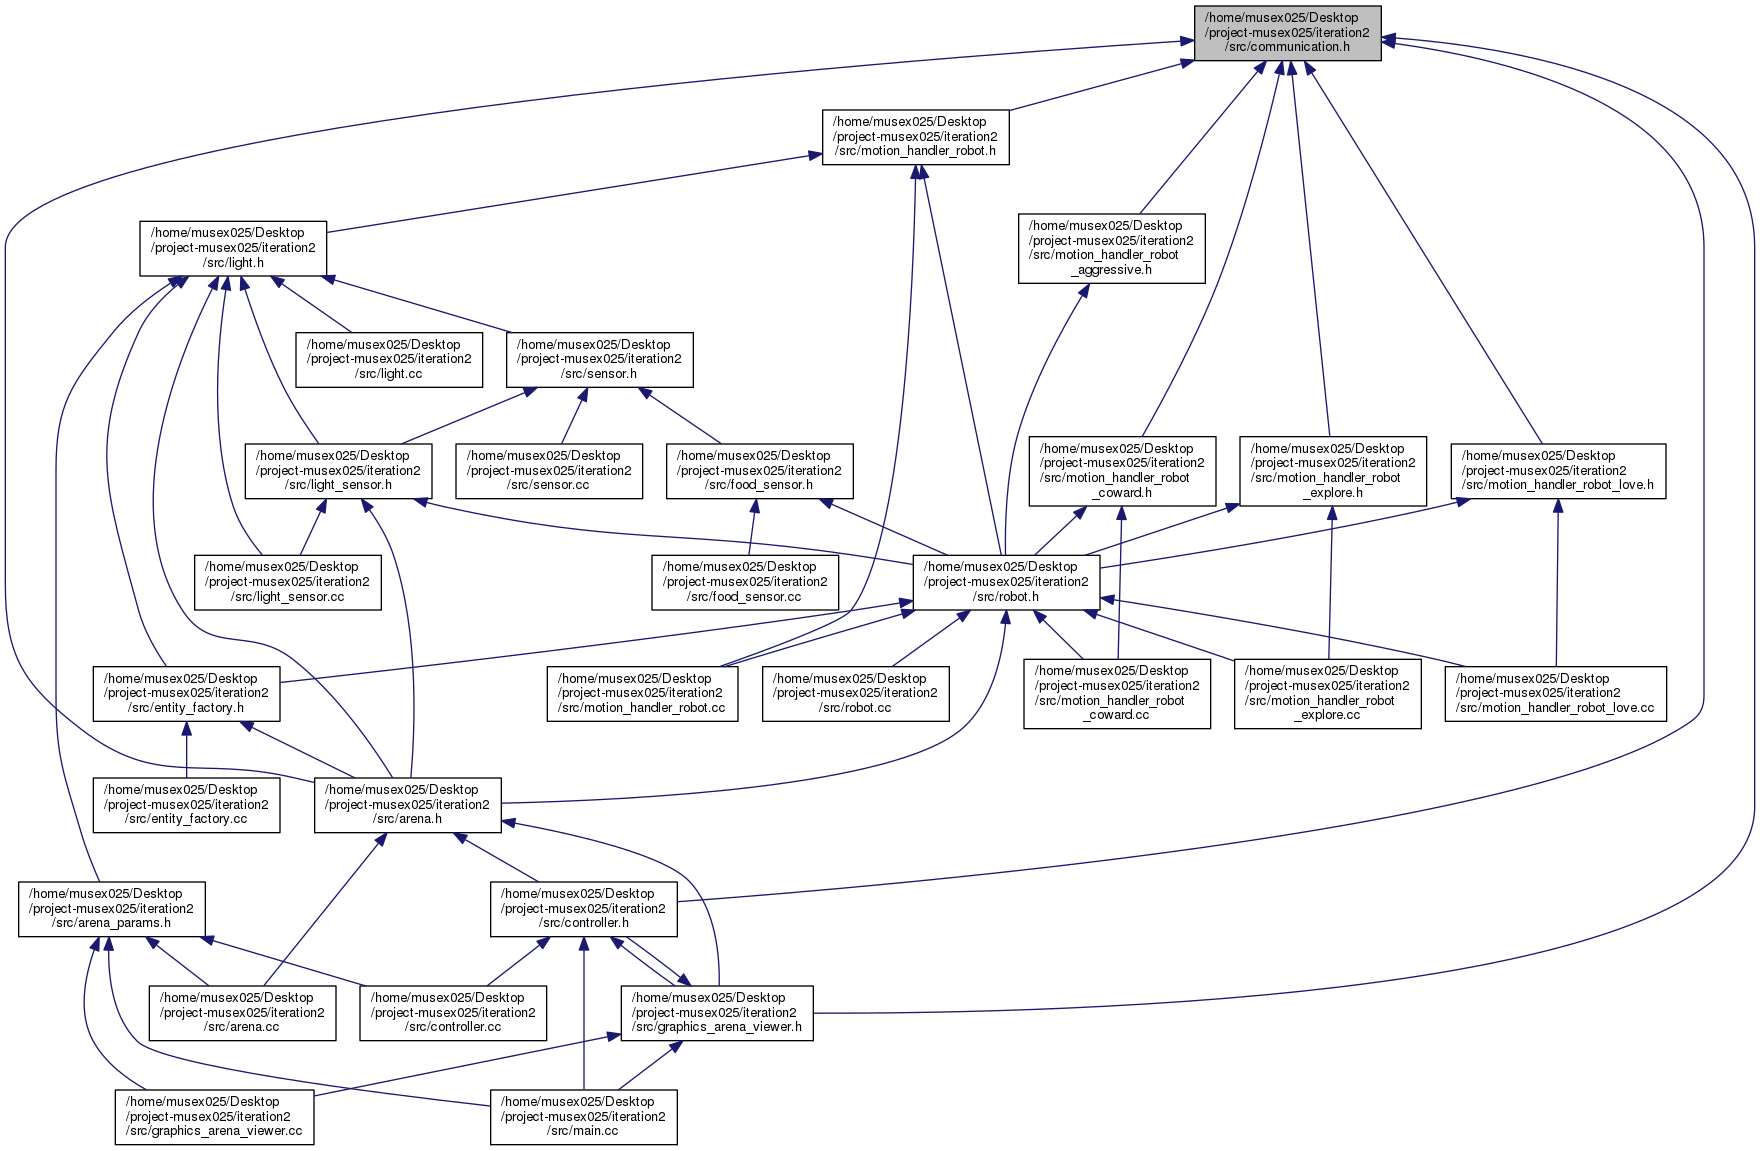 /home/musex025/Desktop
/project-musex025/iteration2
/src/communication.h
/home/musex025/Desktop
/project-musex025/iteration2
/src/motion_handler_robot.h
/home/musex025/Desktop
/project-musex025/iteration2
/src/motion_handler_robot
_aggressive.h
/home/musex025/Desktop
/project-musex025/iteration2
/src/light.h
/home/musex025/Desktop
/project-musex025/iteration2
/src/light.cc
/home/musex025/Desktop
/project-musex025/iteration2
/src/sensor.h
/home/musex025/Desktop
/project-musex025/iteration2
/src/light_sensor.h
/home/musex025/Desktop
/project-musex025/iteration2
/src/sensor.cc
/home/musex025/Desktop
/project-musex025/iteration2
/src/food_sensor.h
/home/musex025/Desktop
/project-musex025/iteration2
/src/motion_handler_robot
_coward.h
/home/musex025/Desktop
/project-musex025/iteration2
/src/motion_handler_robot
_explore.h
/home/musex025/Desktop
/project-musex025/iteration2
/src/motion_handler_robot_love.h
/home/musex025/Desktop
/project-musex025/iteration2
/src/light_sensor.cc
/home/musex025/Desktop
/project-musex025/iteration2
/src/food_sensor.cc
/home/musex025/Desktop
/project-musex025/iteration2
/src/robot.h
/home/musex025/Desktop
/project-musex025/iteration2
/src/entity_factory.h
/home/musex025/Desktop
/project-musex025/iteration2
/src/motion_handler_robot.cc
/home/musex025/Desktop
/project-musex025/iteration2
/src/robot.cc
/home/musex025/Desktop
/project-musex025/iteration2
/src/motion_handler_robot
_coward.cc
/home/musex025/Desktop
/project-musex025/iteration2
/src/motion_handler_robot
_explore.cc
/home/musex025/Desktop
/project-musex025/iteration2
/src/motion_handler_robot_love.cc
/home/musex025/Desktop
/project-musex025/iteration2
/src/entity_factory.cc
/home/musex025/Desktop
/project-musex025/iteration2
/src/arena.h
/home/musex025/Desktop
/project-musex025/iteration2
/src/arena_params.h
/home/musex025/Desktop
/project-musex025/iteration2
/src/controller.h
/home/musex025/Desktop
/project-musex025/iteration2
/src/arena.cc
/home/musex025/Desktop
/project-musex025/iteration2
/src/controller.cc
/home/musex025/Desktop
/project-musex025/iteration2
/src/graphics_arena_viewer.h
/home/musex025/Desktop
/project-musex025/iteration2
/src/graphics_arena_viewer.cc
/home/musex025/Desktop
/project-musex025/iteration2
/src/main.cc